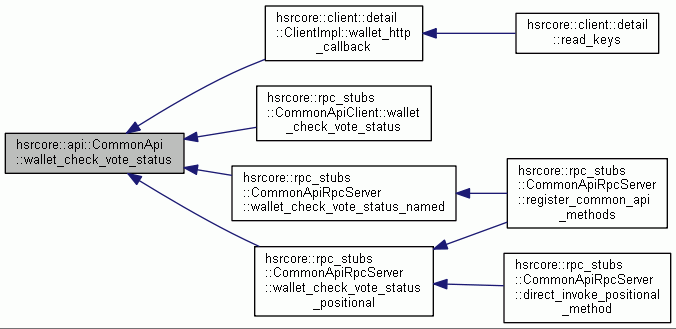 hsrcore::client::detail
::ClientImpl::wallet_http
_callback
hsrcore::client::detail
::read_keys
hsrcore::rpc_stubs
::CommonApiClient::wallet
_check_vote_status
hsrcore::api::CommonApi
::wallet_check_vote_status
hsrcore::rpc_stubs
::CommonApiRpcServer
::wallet_check_vote_status_named
hsrcore::rpc_stubs
::CommonApiRpcServer
::register_common_api
_methods
hsrcore::rpc_stubs
::CommonApiRpcServer
::wallet_check_vote_status
_positional
hsrcore::rpc_stubs
::CommonApiRpcServer
::direct_invoke_positional
_method